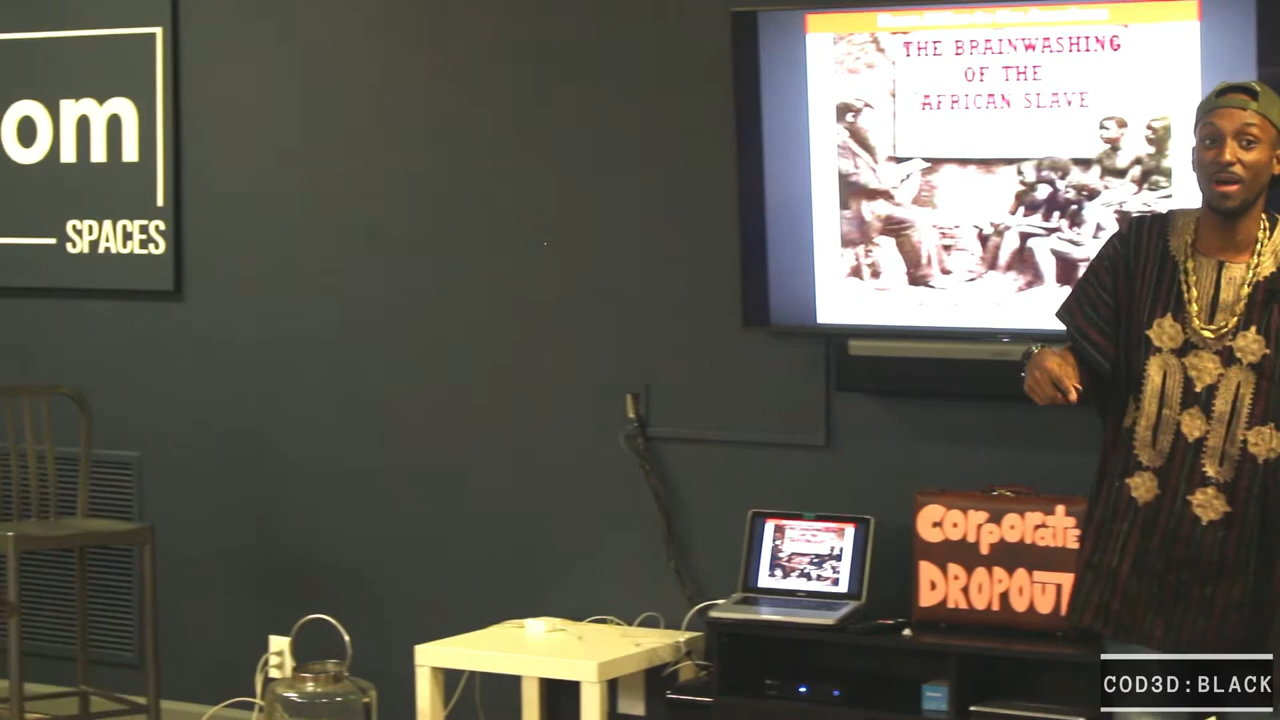 om
SPACES
THE BRAINWASHING
OF THE
AFRICAN SLAVE
Corporate
DROPOUT
COD3D:BLACK